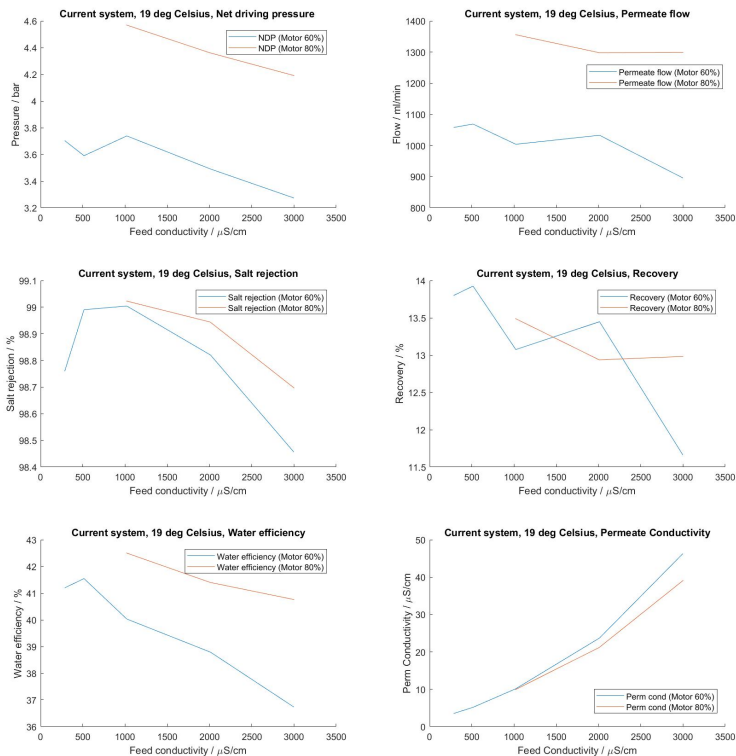 Current system, 19 deg Celsius, Net driving pressure
4.6
4.4
4.2
4
3.8
3.6
3.4
3.2
Pressure / bar
NDP (Motor 60%)
NDP (Motor 80%)
0 500 1000 1500 2000 2500 3000 3500
Feed conductivity / μS/cm
Current system, 19 deg Celsius, Permeate flow
1400
1300
1200
1100
1000
900
800
Flow / ml/min
Permeate flow (Motor 60%)
Permeate flow (Motor 80%)
0 500 1000 1500 2000 2500 3000 3500
Feed conductivity / μS/cm
Current system, 19 deg Celsius, Salt rejection
99.1
99
98.9
98.8
98.7
98.6
98.5
98.4
Salt rejection / %
Salt rejection (Motor 60%)
Salt rejection (Motor 80%)
0 500 1000 1500 2000 2500 3000 3500
Feed conductivity / μS/cm
Current system, 19 deg Celsius, Recovery
14
13.5
13
12.5
12
11.5
Recovery / %
Recovery (Motor 60%)
Recovery (Motor 80%)
0 500 1000 1500 2000 2500 3000 3500
Feed conductivity / μS/cm
Current system, 19 deg Celsius, Water efficiency
43
42
41
40
39
38
37
36
Water efficiency / %
Water efficiency (Motor 60%)
Water efficiency (Motor 80%)
0 500 1000 1500 2000 2500 3000 3500
Feed conductivity / μS/cm
Current system, 19 deg Celsius, Permeate Conductivity
50
40
30
20
10
0
Perm Conductivity / μS/cm
Perm cond (Motor 60%)
Perm cond (Motor 80%)
0 500 1000 1500 2000 2500 3000 3500
Feed Conductivity / μS/cm